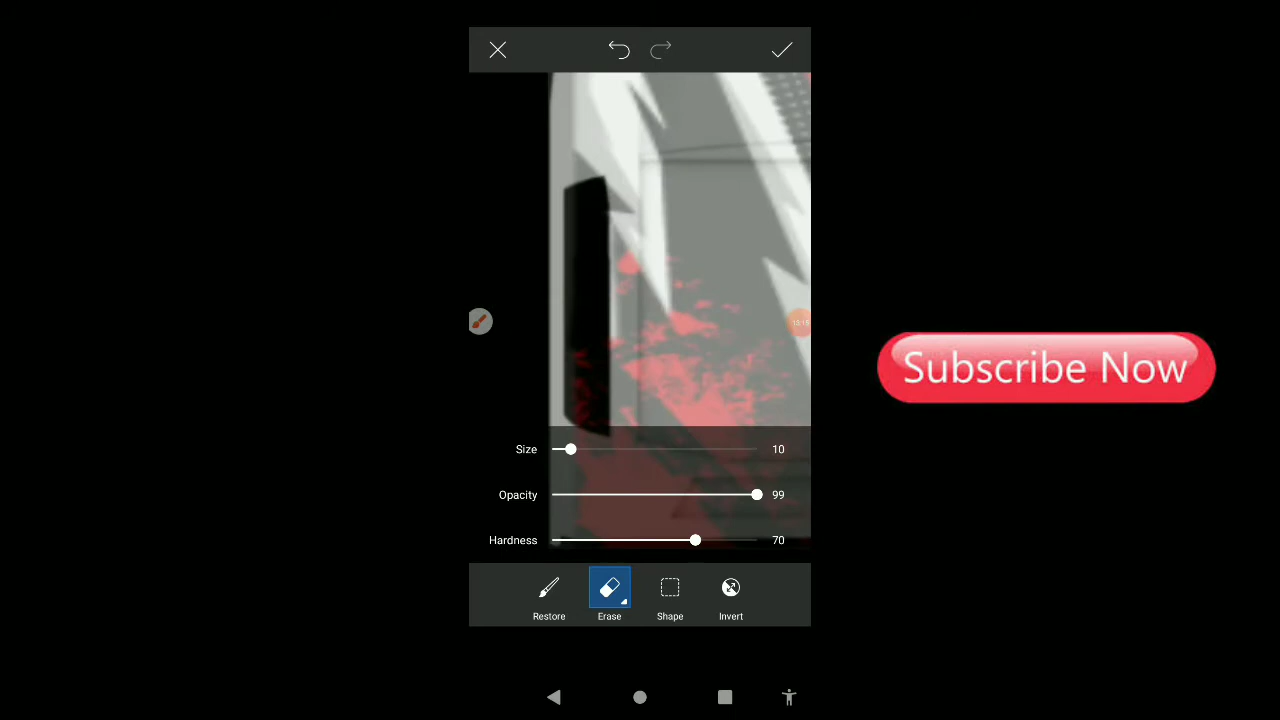 Subscribe Now
Size 10
Opacity 99
Hardness 70
Restore Erase Shape Invert